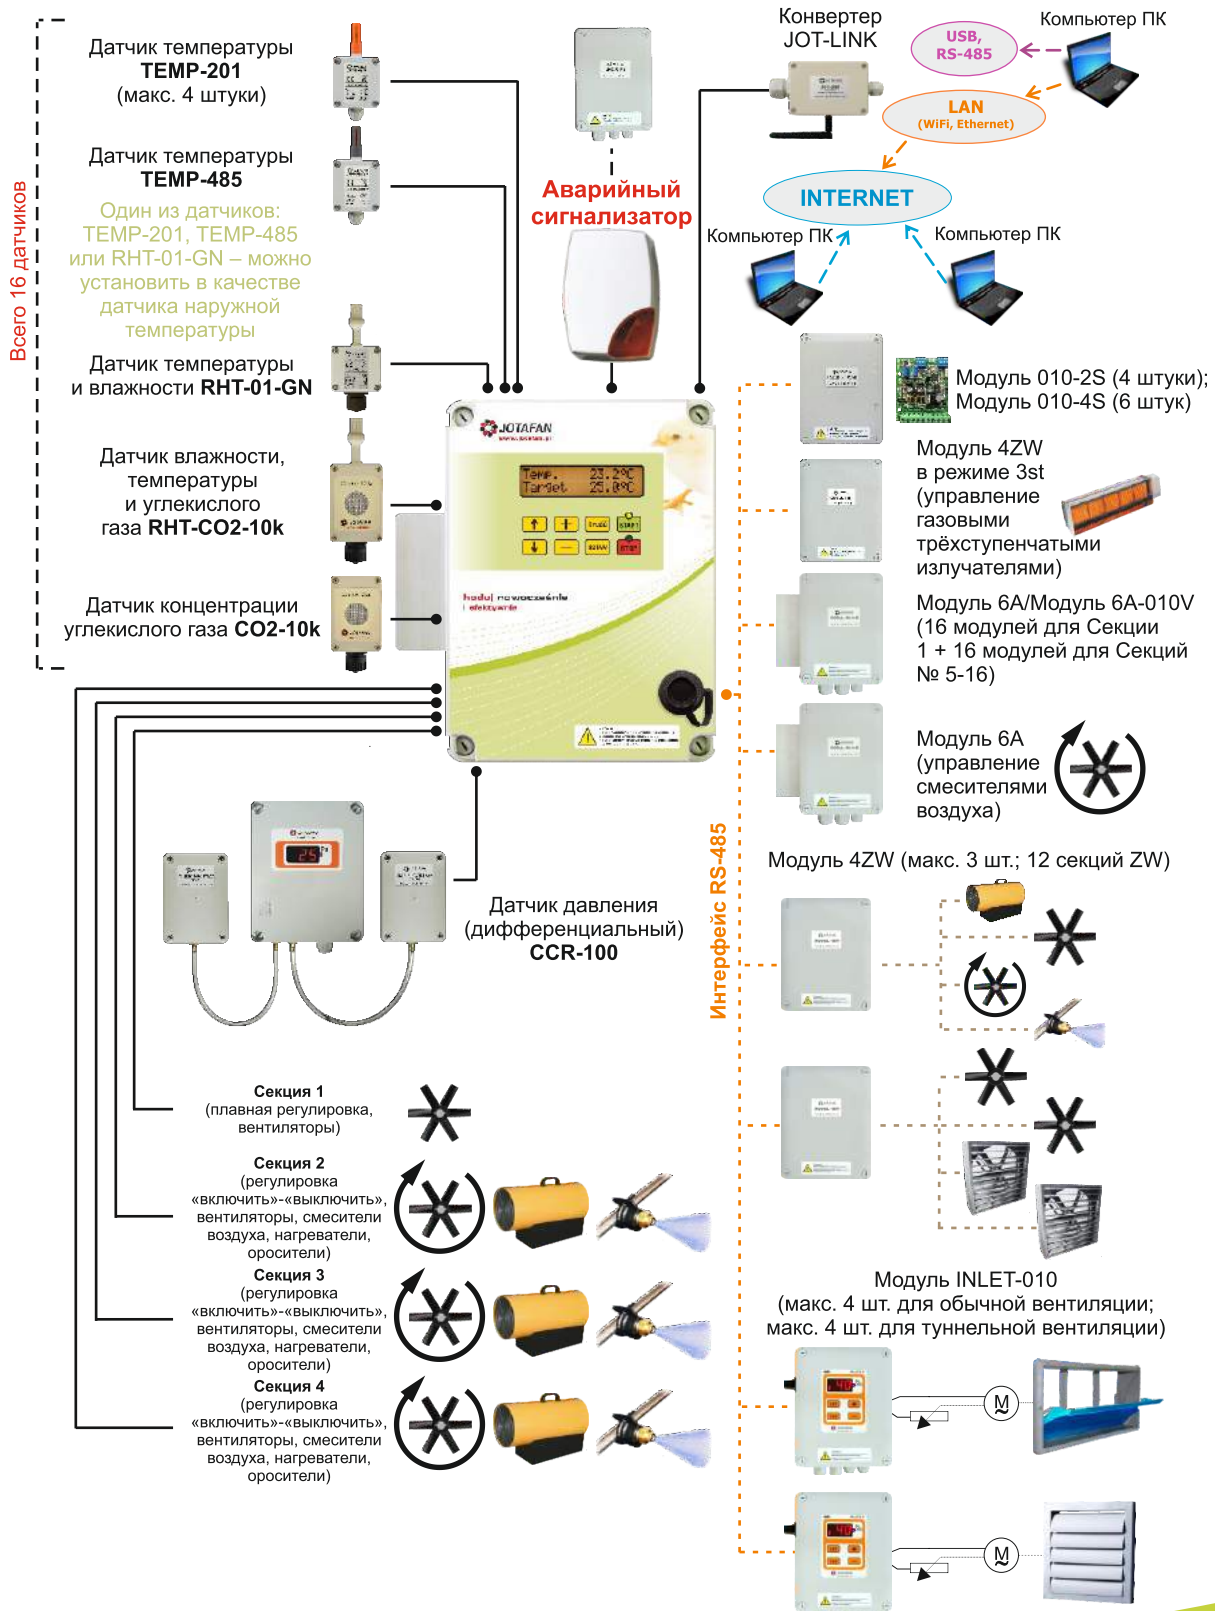 Всего 16 датчиков
Датчик температуры
TEMP-201
(макс. 4 штуки)
Датчик температуры
TEMP-485
Один из датчиков:
TEMP-201, TEMP-485
или RHT-01-GN – можно
установить в качестве
датчика наружной
температуры
Датчик температуры
и влажности RHT-01-GN
Датчик влажности,
температуры
и углекислого
газа RHT-CO2-10k
Датчик концентрации
углекислого газа CO2-10k
Аварийный
сигнализатор
Конвертер
JOT-LINK
USB,
RS-485
Компьютер ПК
LAN
(WiFi, Ethernet)
INTERNET
Компьютер ПК
Компьютер ПК
JOTAFAN
Temp. 23.2°C
Target 25.0°C
START
STOP
hoduj nowocześnie
i efektywnie
Модуль 010-2S (4 штуки);
Модуль 010-4S (6 штук)
Модуль 4ZW
в режиме 3st
(управление
газовыми
трёхступенчатыми
излучателями)
Модуль 6A/Модуль 6A-010V
(16 модулей для Секции
1 + 16 модулей для Секций
№ 5-16)
Модуль 6A
(управление
смесителями
воздуха)
Интерфейс RS-485
Модуль 4ZW (макс. 3 шт.; 12 секций ZW)
25
Датчик давления
(дифференциальный)
CCR-100
Секция 1
(плавная регулировка,
вентиляторы)
Секция 2
(регулировка
«включить»-«выключить»,
вентиляторы, смесители
воздуха, нагреватели,
оросители)
Секция 3
(регулировка
«включить»-«выключить»,
вентиляторы, смесители
воздуха, нагреватели,
оросители)
Секция 4
(регулировка
«включить»-«выключить»,
вентиляторы, смесители
воздуха, нагреватели,
оросители)
Модуль INLET-010
(макс. 4 шт. для обычной вентиляции;
макс. 4 шт. для туннельной вентиляции)
40
M
~
40
M
~